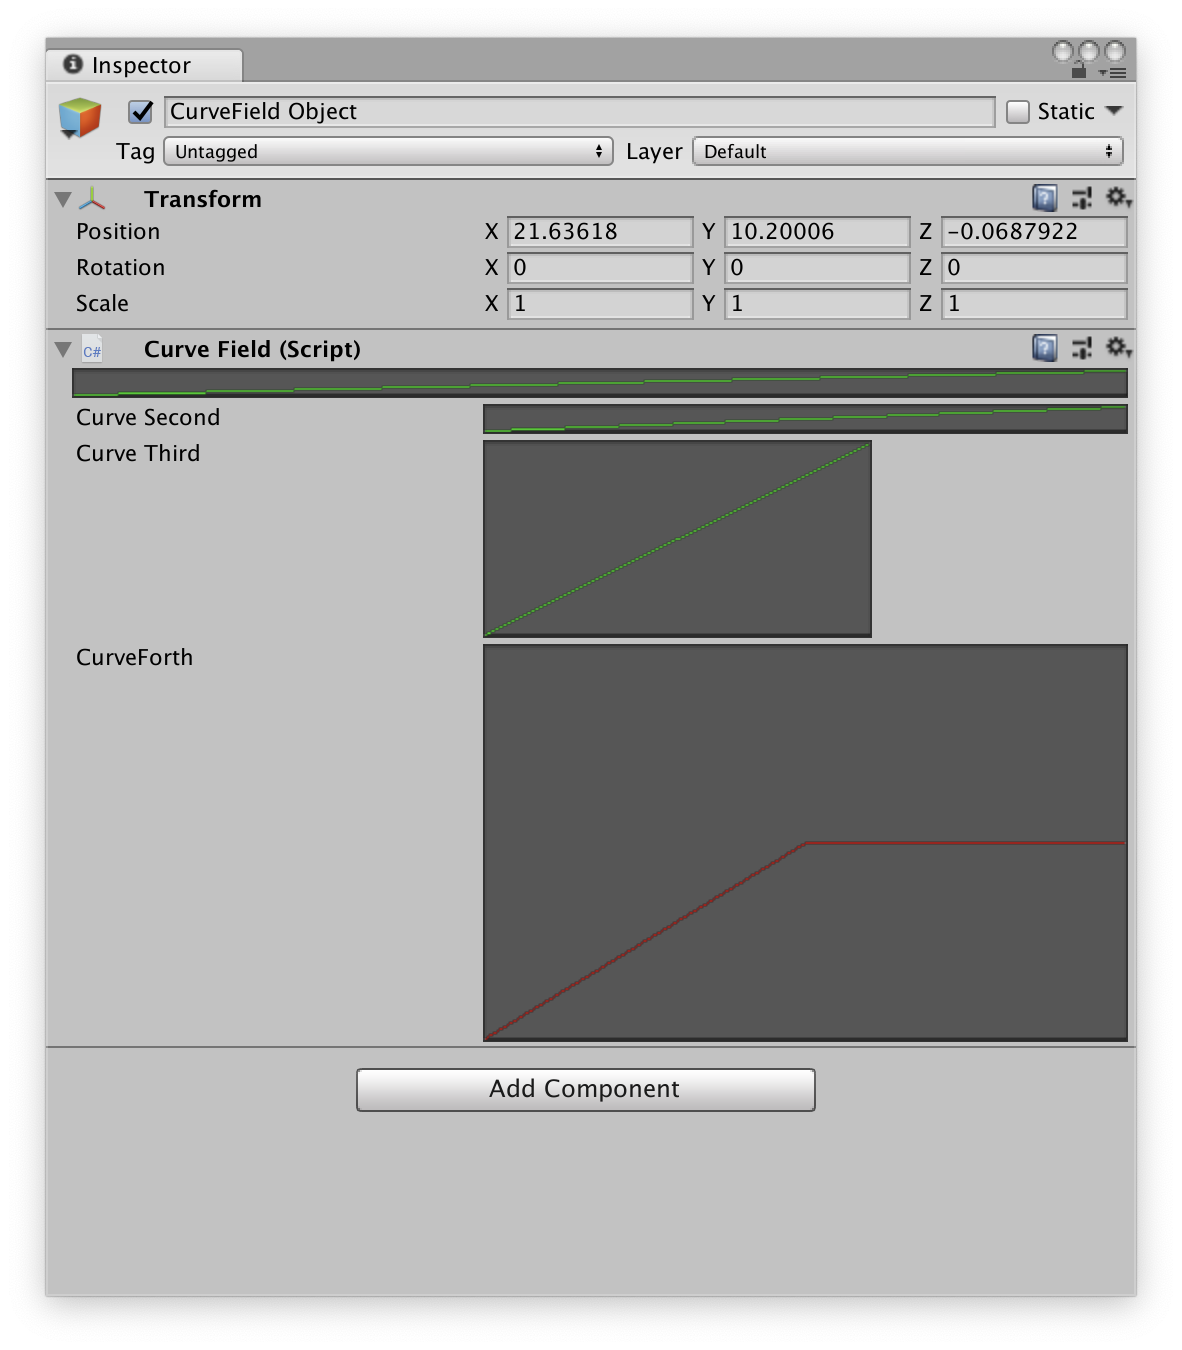 Inspector
CurveField Object Static
Tag Untagged Layer Default
Transform
Position X 21.63618 Y 10.20006 Z -0.0687922
Rotation X 0 Y 0 Z 0
Scale X 1 Y 1 Z 1
C# Curve Field (Script)
Curve Second
Curve Third
CurveForth
Add Component